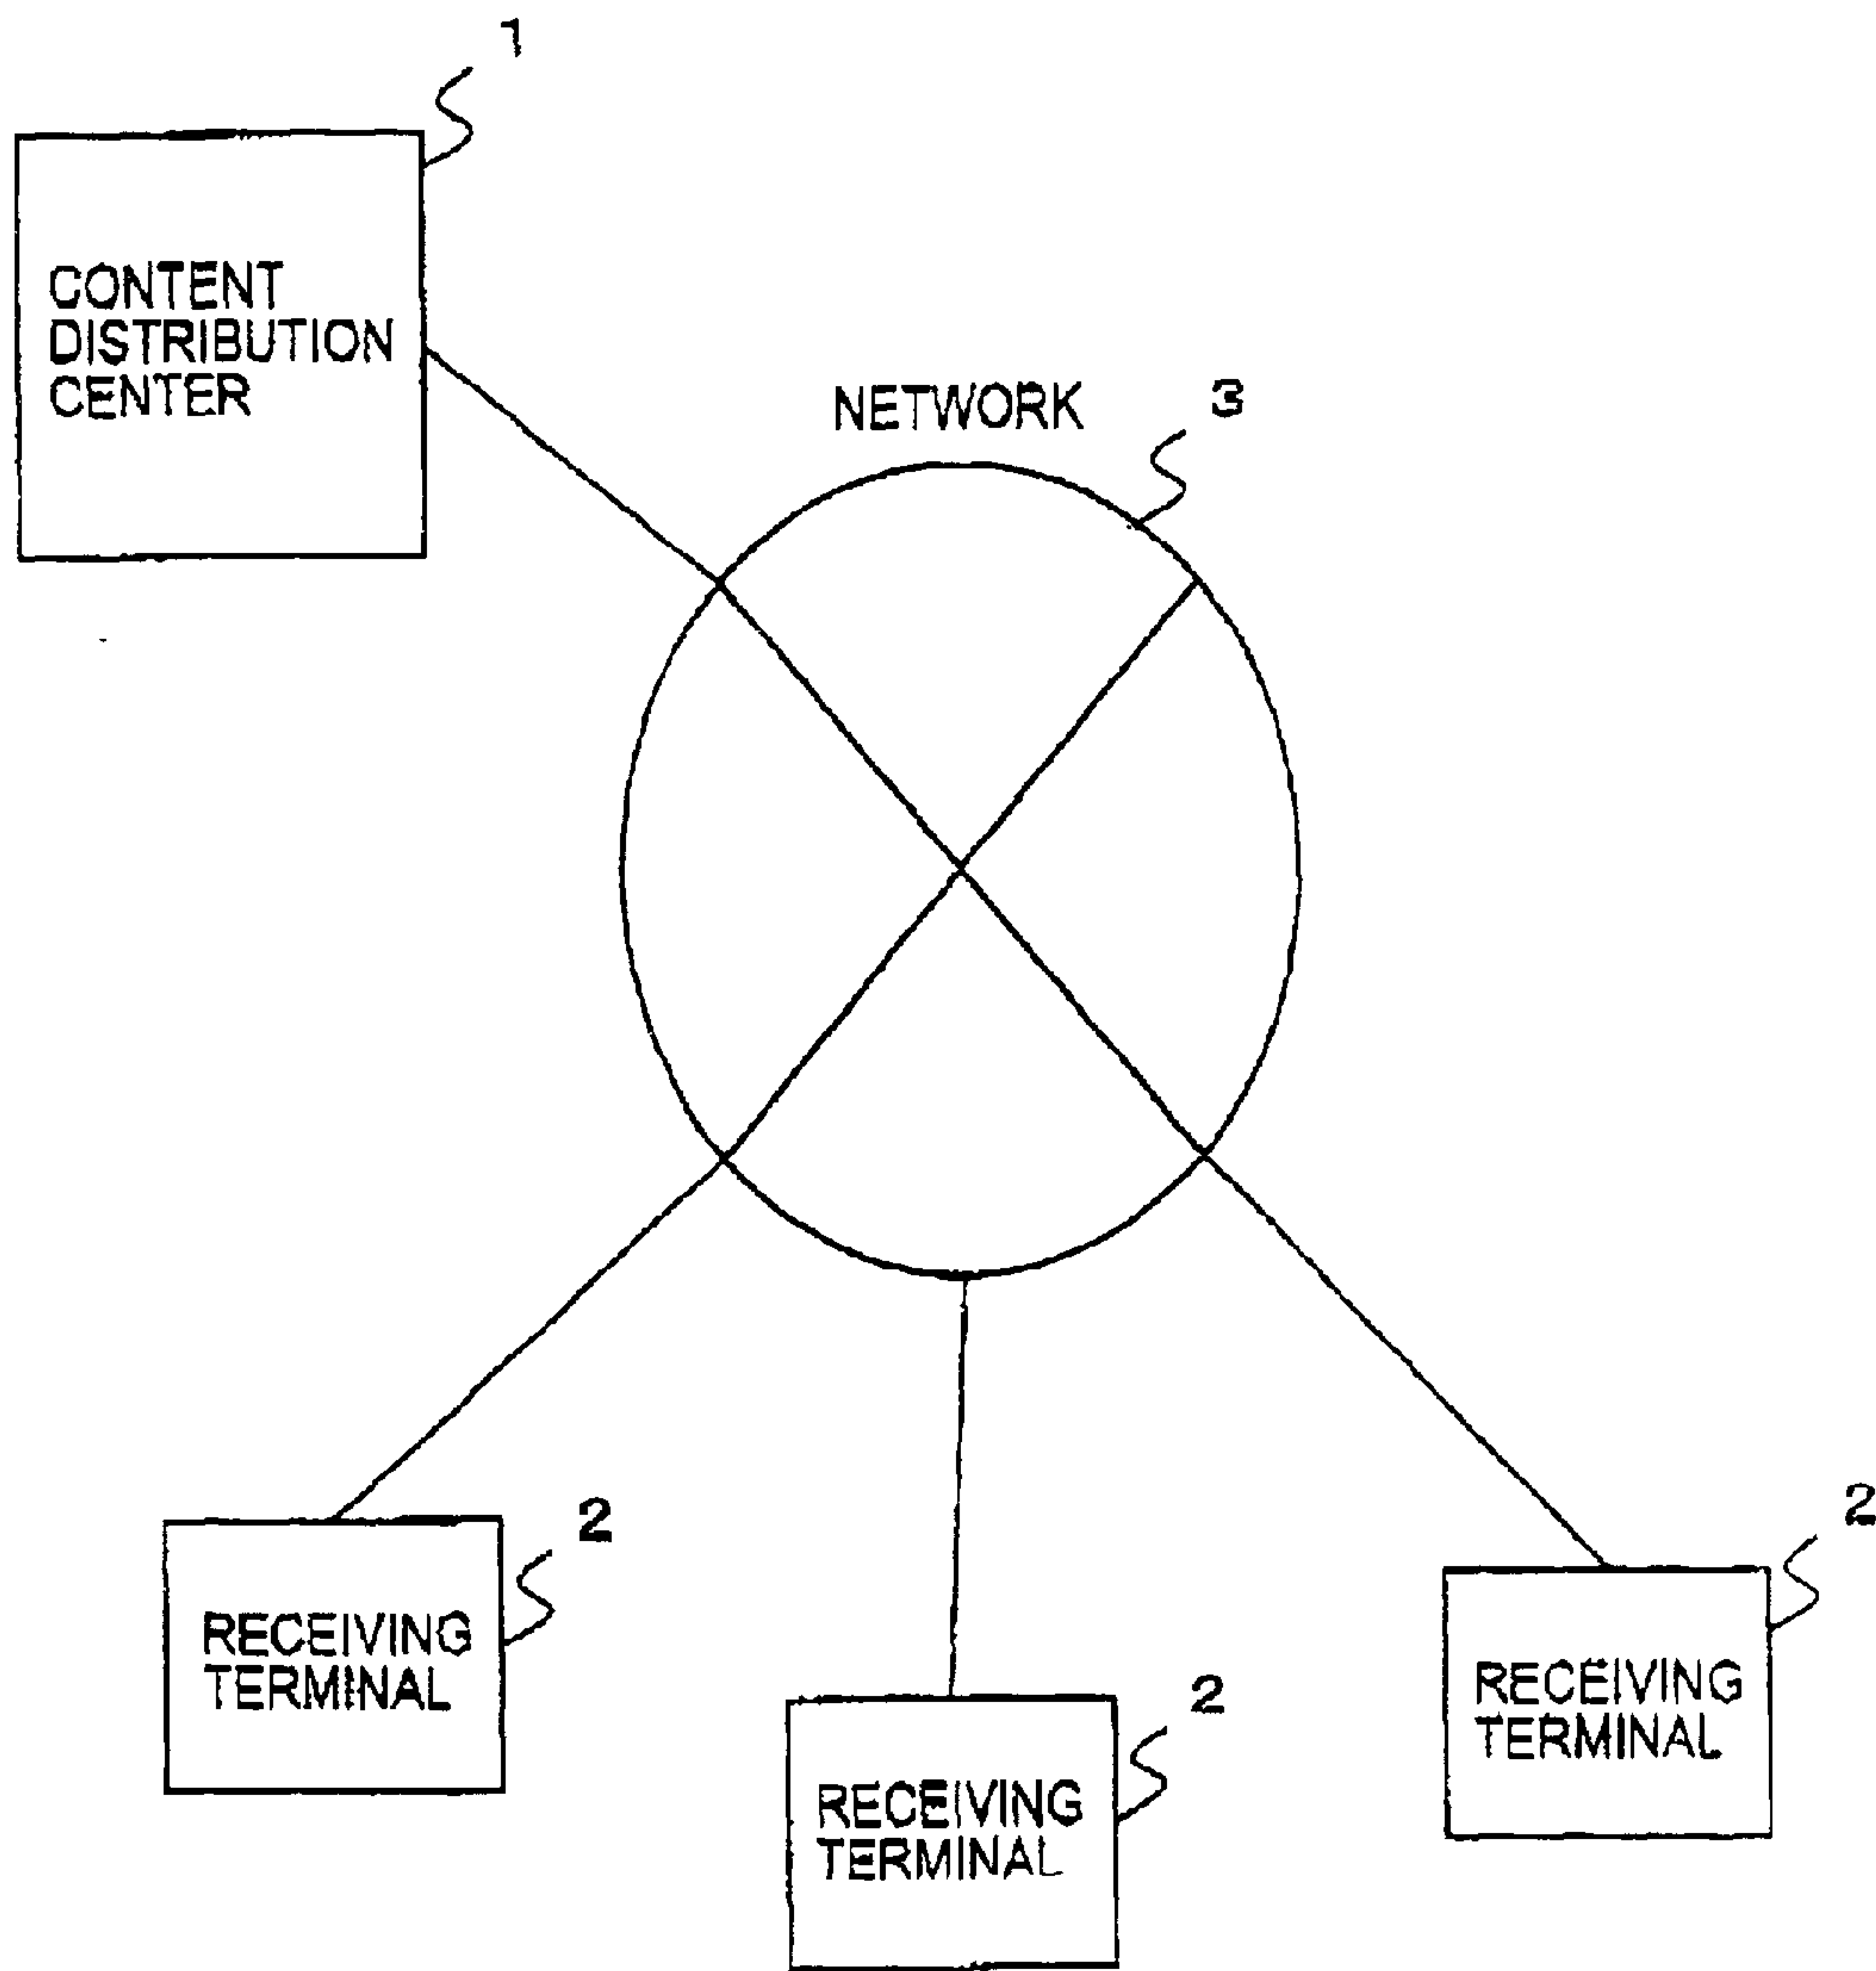 1
CONTENT
DISTRIBUTION
CENTER
NETWORK
3
2
RECEIVING
TERMINAL
2
RECEIVING
TERMINAL
2
RECEIVING
TERMINAL